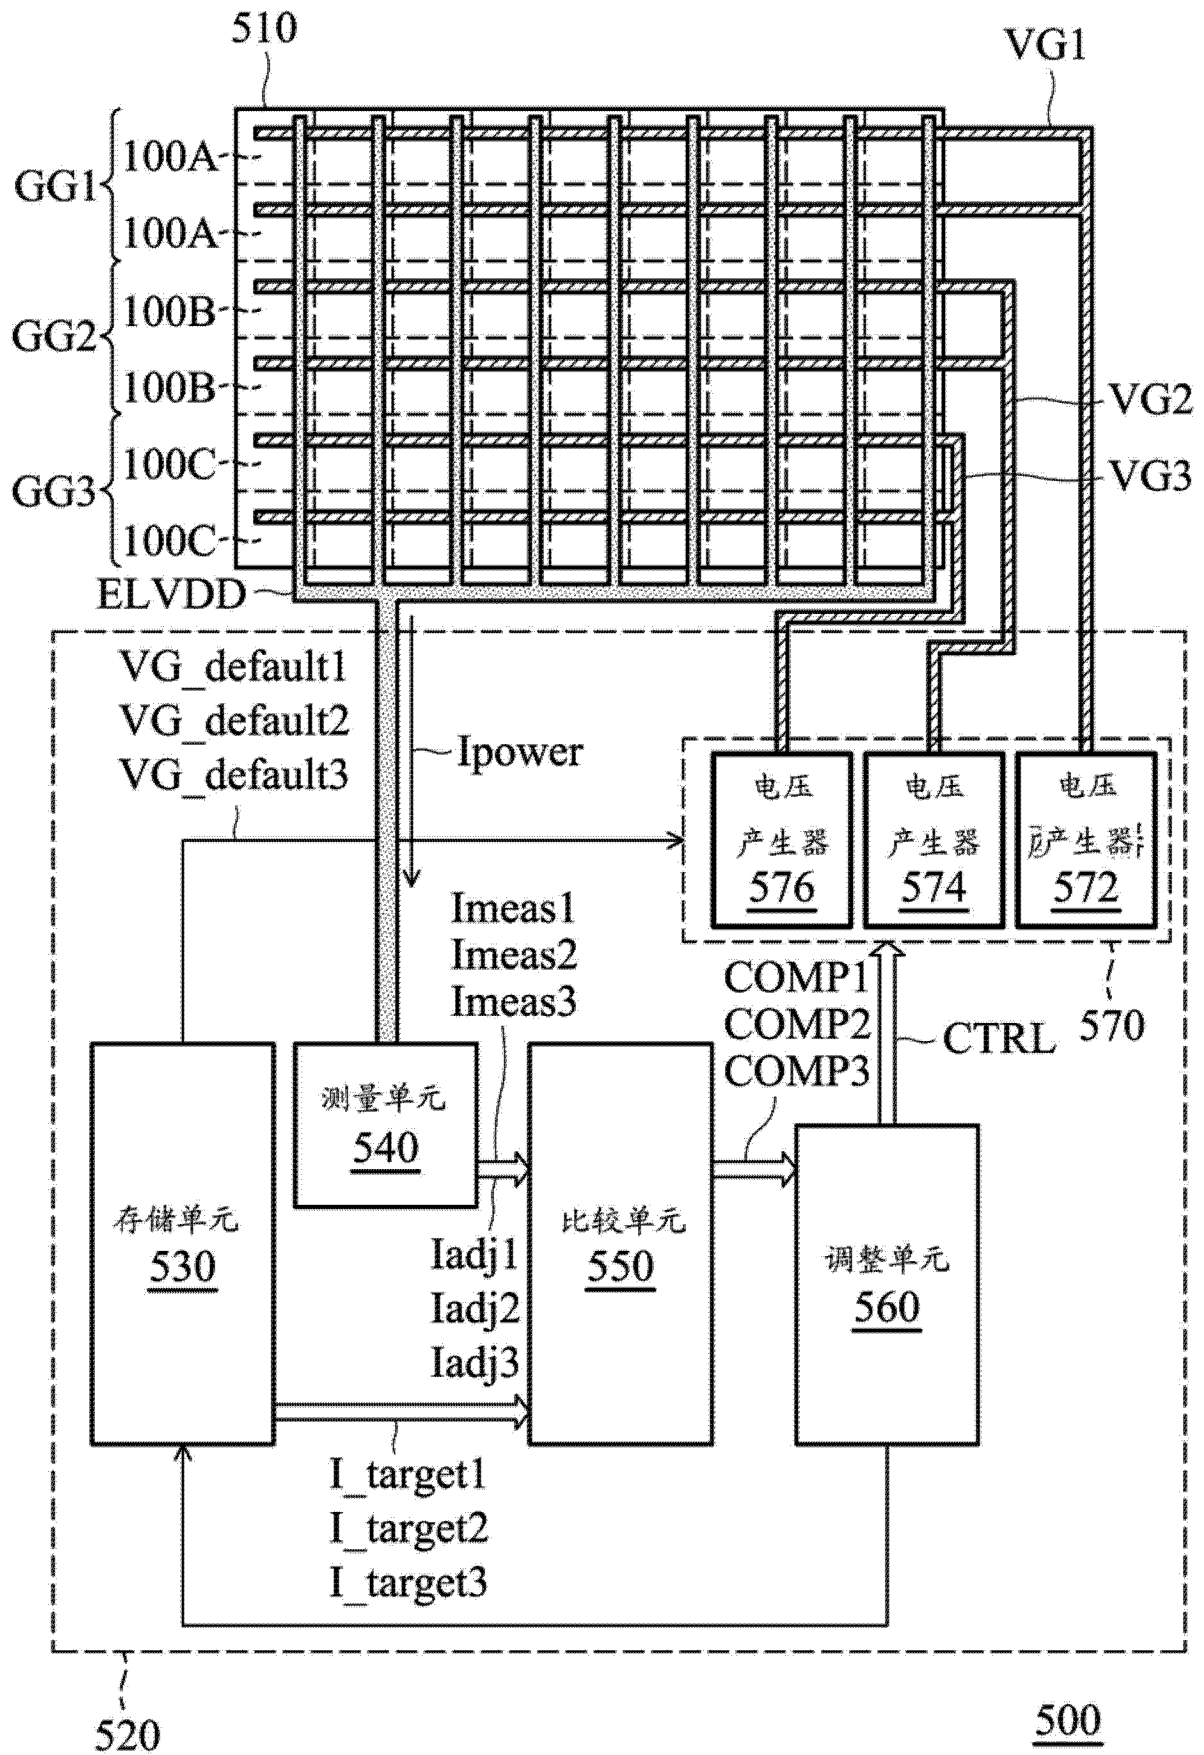 510
VG1
GG1
100A
100A
GG2
100B
100B
VG2
GG3
100C
100C
VG3
ELVDD
VG_default1
VG_default2
VG_default3
Ipower
电压
产生器
576
电压
产生器
574
电压
产生器
572
570
Imeas1
Imeas2
Imeas3
COMP1
COMP2
COMP3
CTRL
存储单元
530
测量单元
540
Iadj1
Iadj2
Iadj3
比较单元
550
调整单元
560
I_target1
I_target2
I_target3
520
500